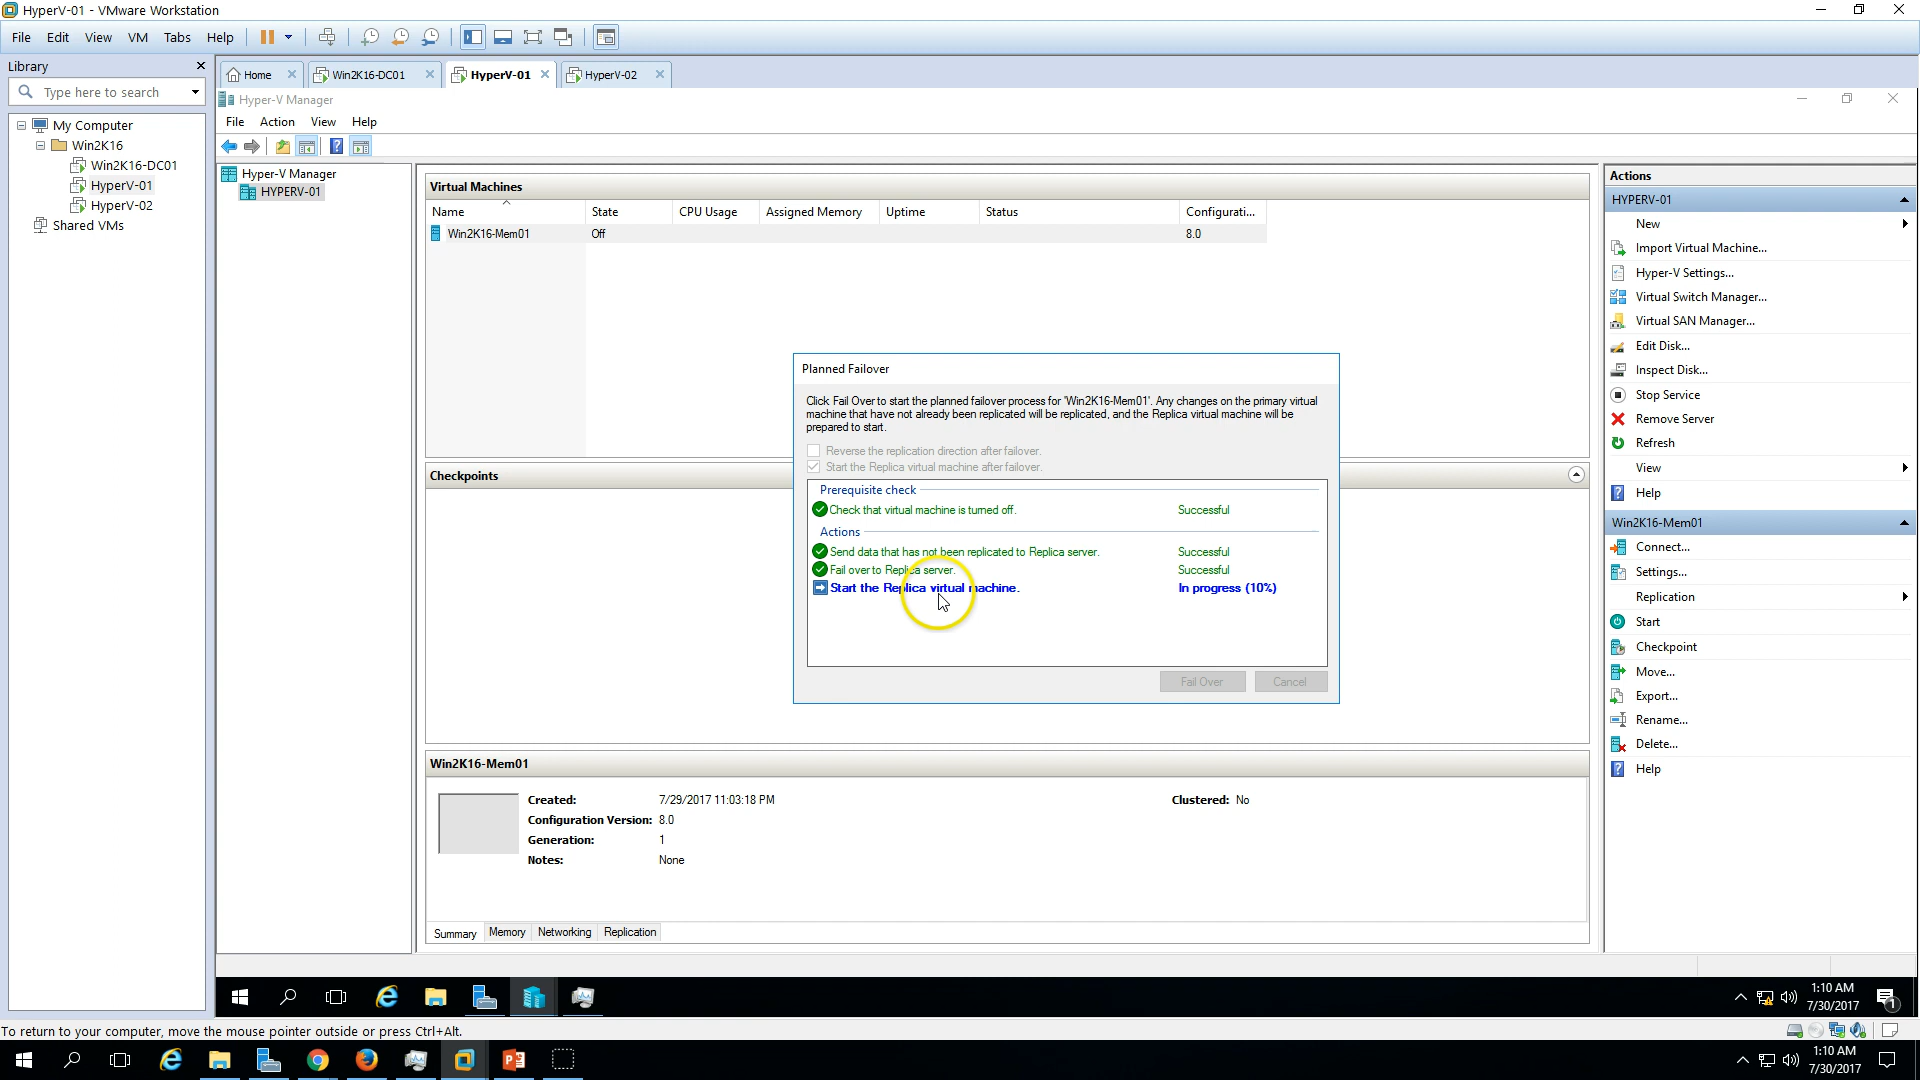 HyperV-01 - VMware Workstation
File Edit View VM Tabs Help
Library
Type here to search
My Computer
Win2K16
Win2K16-DC01
HyperV-01
HyperV-02
Shared VMs
Home Win2K16-DC01 HyperV-01 HyperV-02
Hyper-V Manager
File Action View Help
Hyper-V Manager
HYPERV-01
Virtual Machines
Name State CPU Usage Assigned Memory Uptime Status Configurati...
Win2K16-Mem01 Off 8.0
Planned Failover
Click Fail Over to start the planned failover process for 'Win2K16-Mem01'. Any changes on the primary virtual
machine that have not already been replicated will be replicated, and the Replica virtual machine will be
prepared to start.
Reverse the replication direction after failover.
Start the Replica virtual machine after failover.
Prerequisite check
Check that virtual machine is turned off. Successful
Actions
Send data that has not been replicated to Replica server. Successful
Fail over to Replica server. Successful
Start the Replica virtual machine. In progress (10%)
Fail Over Cancel
Checkpoints
Win2K16-Mem01
Created: 7/29/2017 11:03:18 PM Clustered: No
Configuration Version: 8.0
Generation: 1
Notes: None
Summary Memory Networking Replication
Actions
HYPERV-01
New
Import Virtual Machine...
Hyper-V Settings...
Virtual Switch Manager...
Virtual SAN Manager...
Edit Disk...
Inspect Disk...
Stop Service
Remove Server
Refresh
View
Help
Win2K16-Mem01
Connect...
Settings...
Replication
Start
Checkpoint
Move...
Export...
Rename...
Delete...
Help
1:10 AM
7/30/2017
1
To return to your computer, move the mouse pointer outside or press Ctrl+Alt.
1:10 AM
7/30/2017